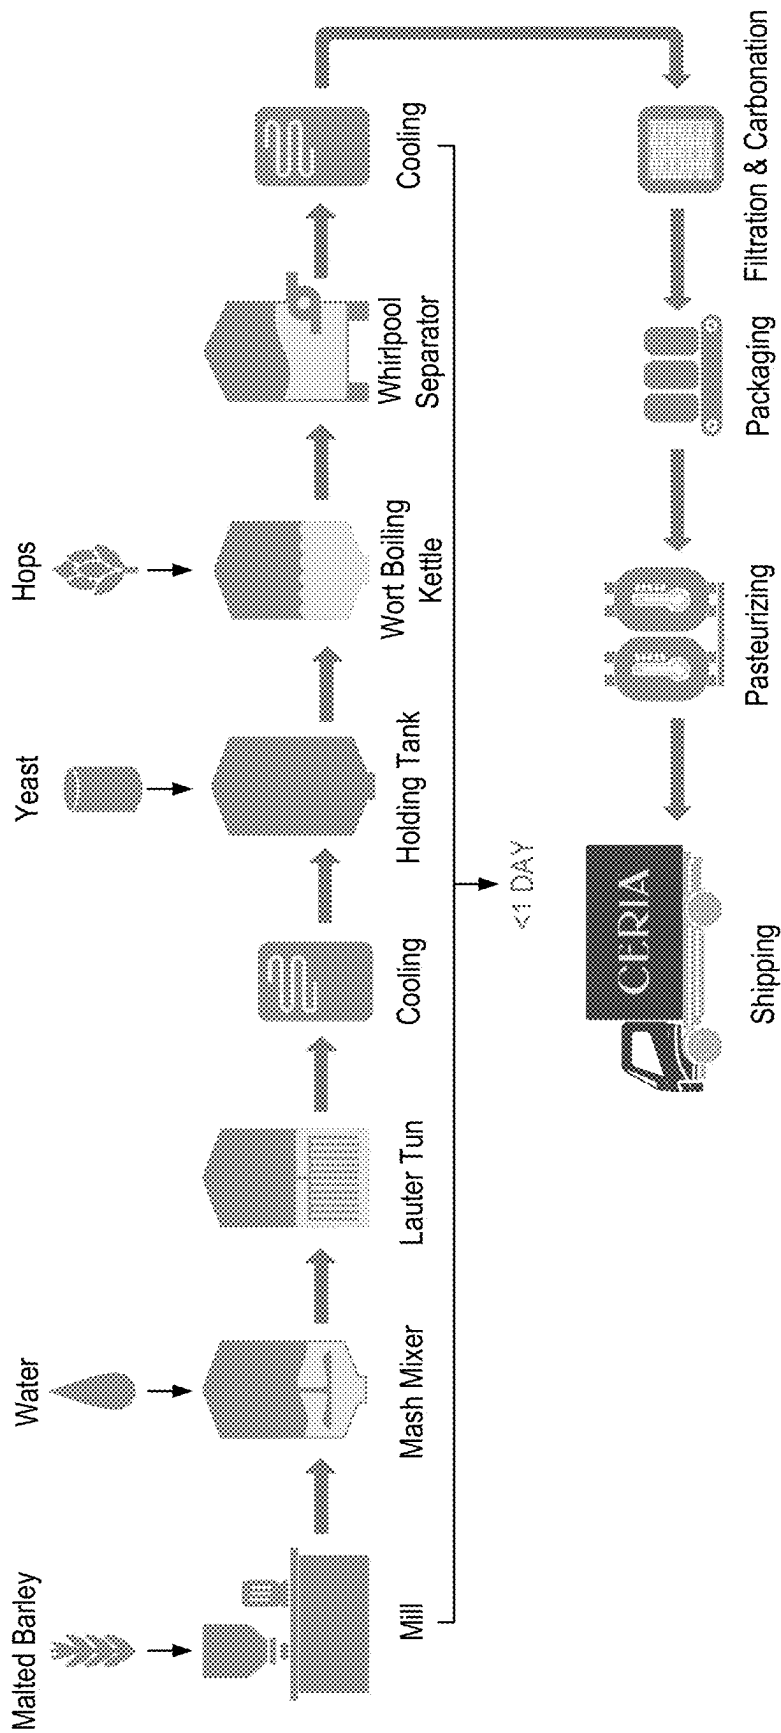 Malted Barley
Water
Yeast
Hops
Mill
Mash Mixer
Lauter Tun
Cooling
Holding Tank
Wort Boiling
Kettle
Whirlpool
Separator
Cooling
<1 DAY
CERIA
Shipping
Pasteurizing
Packaging
Filtration & Carbonation